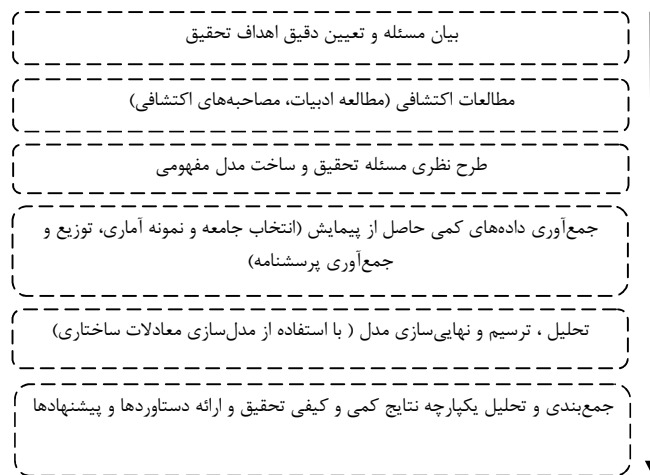 بیان مسئله و تعیین دقیق اهداف تحقیق
مطالعات اکتشافی (مطالعه ادبیات، مصاحبه‌های اکتشافی)
طرح نظری مسئله تحقیق و ساخت مدل مفهومی
جمع‌آوری داده‌های کمی حاصل از پیمایش (انتخاب جامعه و نمونه آماری، توزیع و
جمع‌آوری پرسشنامه)
تحلیل ، ترسیم و نهایی‌سازی مدل ( با استفاده از مدل‌سازی معادلات ساختاری)
جمع‌بندی و تحلیل یکپارچه نتایج کمی و کیفی تحقیق و ارائه دستاوردها و پیشنهادها